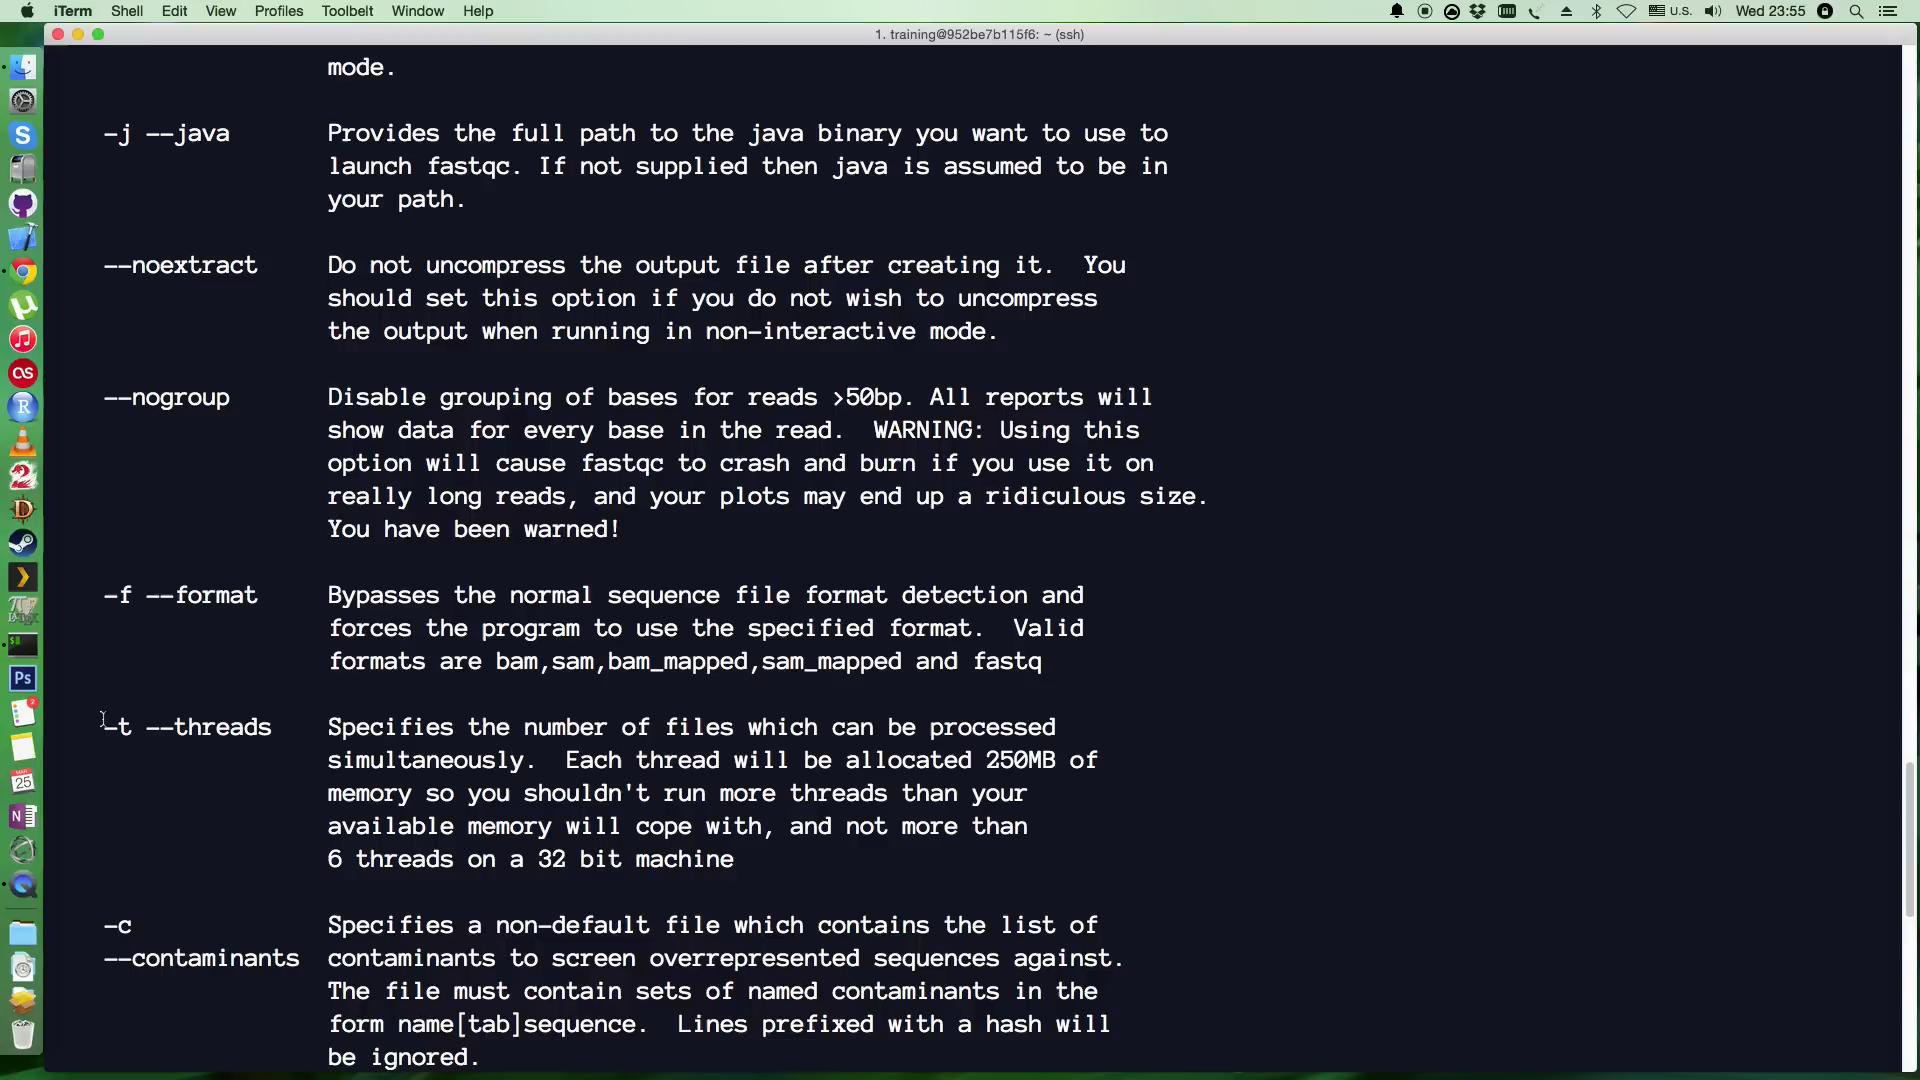 iTerm Shell Edit View Profiles Toolbelt Window Help U.S. Wed 23:55
1. training@952be7b115f6: ~ (ssh)
mode.
-j --java Provides the full path to the java binary you want to use to
launch fastqc. If not supplied then java is assumed to be in
your path.
--noextract Do not uncompress the output file after creating it. You
should set this option if you do not wish to uncompress
the output when running in non-interactive mode.
--nogroup Disable grouping of bases for reads >50bp. All reports will
show data for every base in the read. WARNING: Using this
option will cause fastqc to crash and burn if you use it on
really long reads, and your plots may end up a ridiculous size.
You have been warned!
-f --format Bypasses the normal sequence file format detection and
forces the program to use the specified format. Valid
formats are bam,sam,bam_mapped,sam_mapped and fastq
-t --threads Specifies the number of files which can be processed
simultaneously. Each thread will be allocated 250MB of
memory so you shouldn't run more threads than your
available memory will cope with, and not more than
6 threads on a 32 bit machine
-c Specifies a non-default file which contains the list of
--contaminants contaminants to screen overrepresented sequences against.
The file must contain sets of named contaminants in the
form name[tab]sequence. Lines prefixed with a hash will
be ignored.